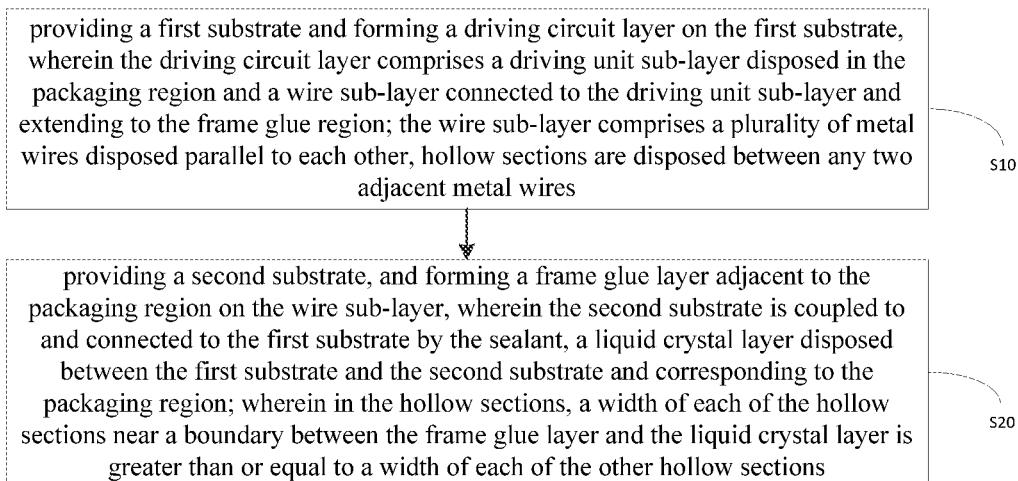 providing a first substrate and forming a driving circuit layer on the first substrate,
wherein the driving circuit layer comprises a driving unit sub-layer disposed in the
packaging region and a wire sub-layer connected to the driving unit sub-layer and
extending to the frame glue region; the wire sub-layer comprises a plurality of metal
wires disposed parallel to each other, hollow sections are disposed between any two
adjacent metal wires
S10
providing a second substrate, and forming a frame glue layer adjacent to the
packaging region on the wire sub-layer, wherein the second substrate is coupled to
and connected to the first substrate by the sealant, a liquid crystal layer disposed
between the first substrate and the second substrate and corresponding to the
packaging region; wherein in the hollow sections, a width of each of the hollow
sections near a boundary between the frame glue layer and the liquid crystal layer is
greater than or equal to a width of each of the other hollow sections
S20